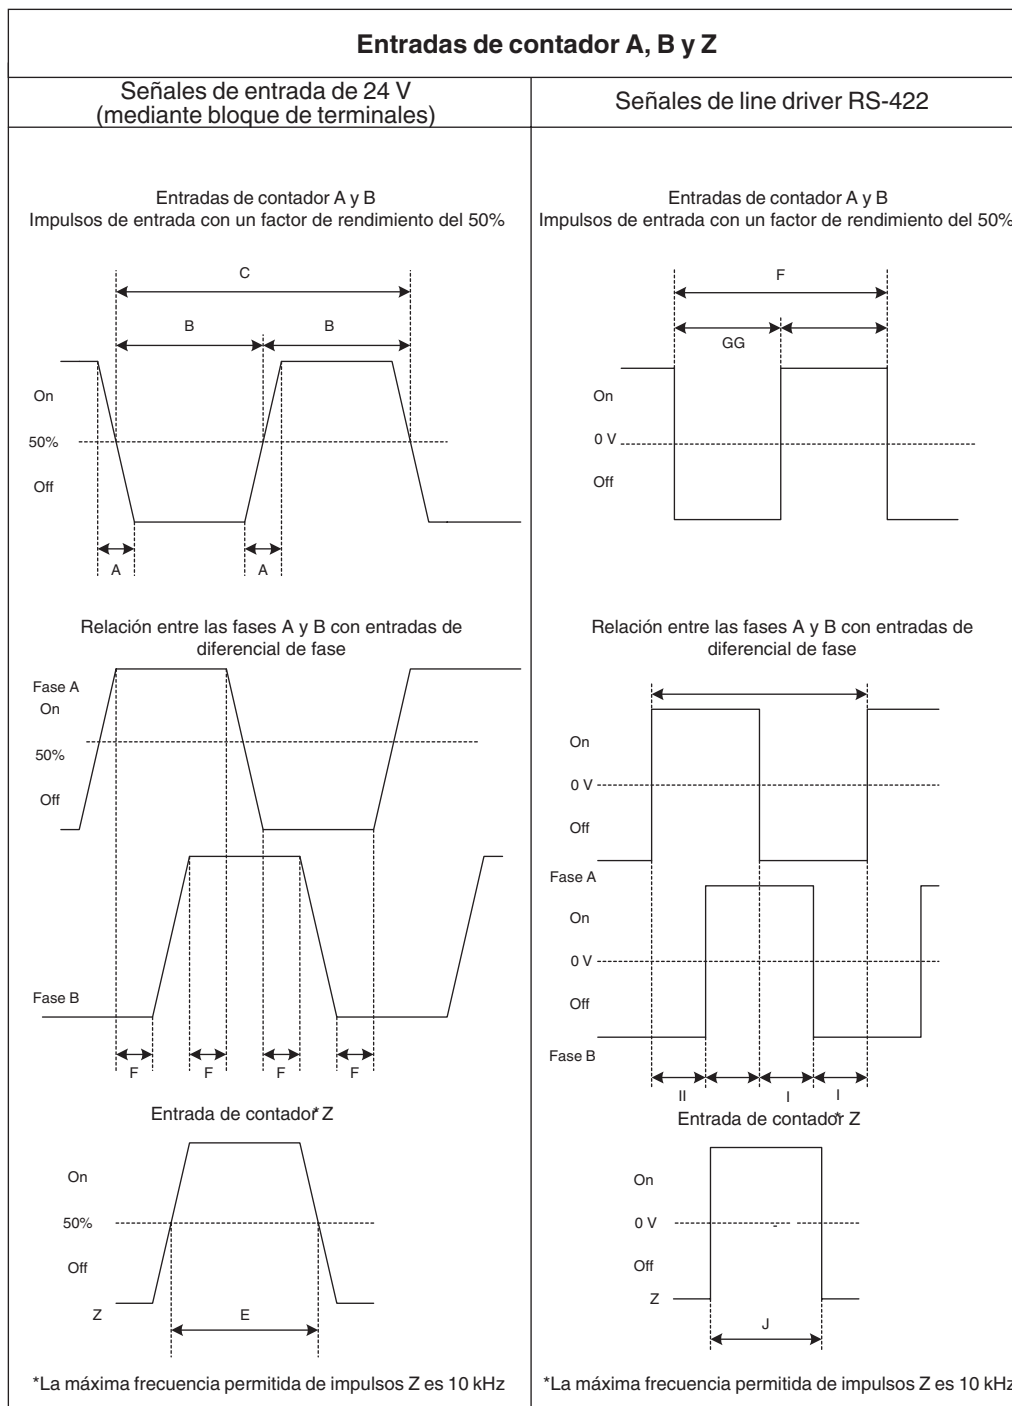 Entradas de contador A, B y Z
Señales de entrada de 24 V
(mediante bloque de terminales)
Señales de line driver RS-422
Entradas de contador A y B
Impulsos de entrada con un factor de rendimiento del 50%
C
B B
On
50%
Off
A A
Relación entre las fases A y B con entradas de
diferencial de fase
Fase A
On
50%
Off
Fase B
F F F F
Entrada de contador* Z
On
50%
Off
Z
E
*La máxima frecuencia permitida de impulsos Z es 10 kHz
Entradas de contador A y B
Impulsos de entrada con un factor de rendimiento del 50%
F
GG
On
0 V
Off
Relación entre las fases A y B con entradas de
diferencial de fase
On
0 V
Off
Fase A
On
0 V
Off
Fase B
II I I
Entrada de contador* Z
On
0 V
Off
Z
J
*La máxima frecuencia permitida de impulsos Z es 10 kHz